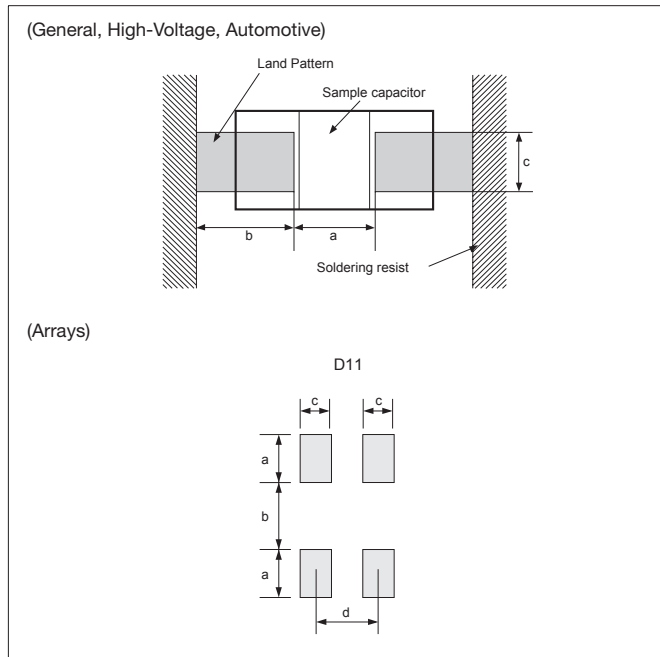 (General, High-Voltage, Automotive)
Land Pattern
Sample capacitor
c
b
a
Soldering resist
(Arrays)
D11
c
c
a
b
a
d